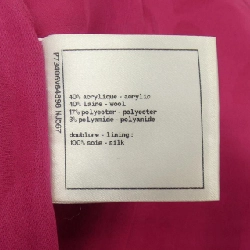 40% acrylique - acrylic
40% laine - wool
17% polyester - polyester
3% polyamide - polyamide
doublure - lining:
100% soie - silk